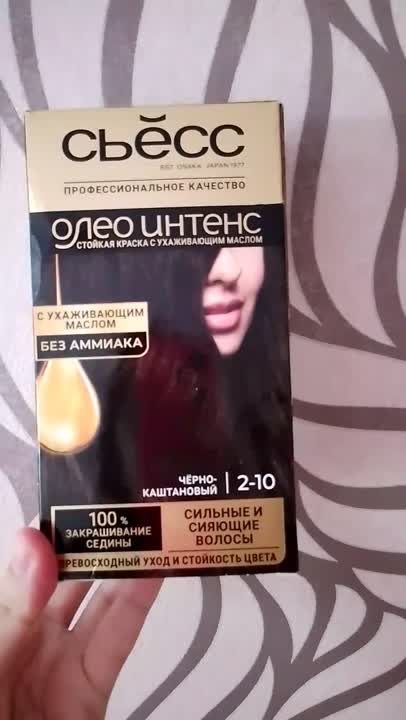 СЬЁСС
EST. OSAKA JAPAN 1977
ПРОФЕССИОНАЛЬНОЕ КАЧЕСТВО
ОЛЕО ИНТЕНС
СТОЙКАЯ КРАСКА С УХАЖИВАЮЩИМ МАСЛОМ
С УХАЖИВАЮЩИМ
МАСЛОМ
БЕЗ АММИАКА
ЧЁРНО-
КАШТАНОВЫЙ 2-10
100 %
ЗАКРАШИВАНИЕ
СЕДИНЫ
СИЛЬНЫЕ И
СИЯЮЩИЕ
ВОЛОСЫ
ПРЕВОСХОДНЫЙ УХОД И СТОЙКОСТЬ ЦВЕТА